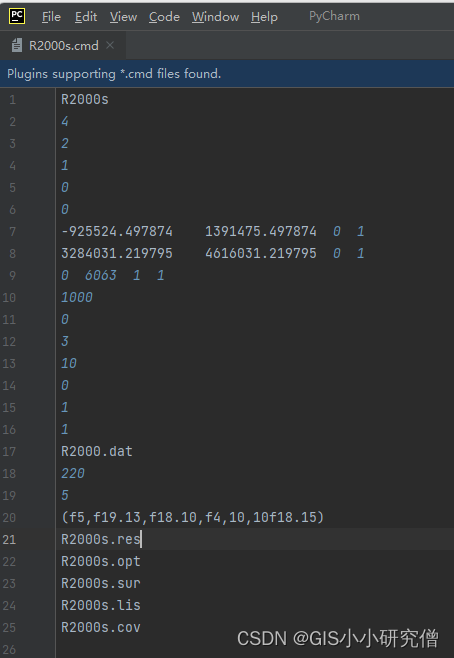 PC File Edit View Code Window Help PyCharm
R2000s.cmd ×
Plugins supporting *.cmd files found.
1 R2000s
2 4
3 2
4 1
5 0
6 0
7 -925524.497874 1391475.497874 0 1
8 3284031.219795 4616031.219795 0 1
9 0 6063 1 1
10 1000
11 0
12 3
13 10
14 0
15 1
16 1
17 R2000.dat
18 220
19 5
20 (f5,f19.13,f18.10,f4,10,10f18.15)
21 R2000s.res
22 R2000s.opt
23 R2000s.sur
24 R2000s.lis
25 R2000s.cov
26
CSDN @GIS小小研究僧